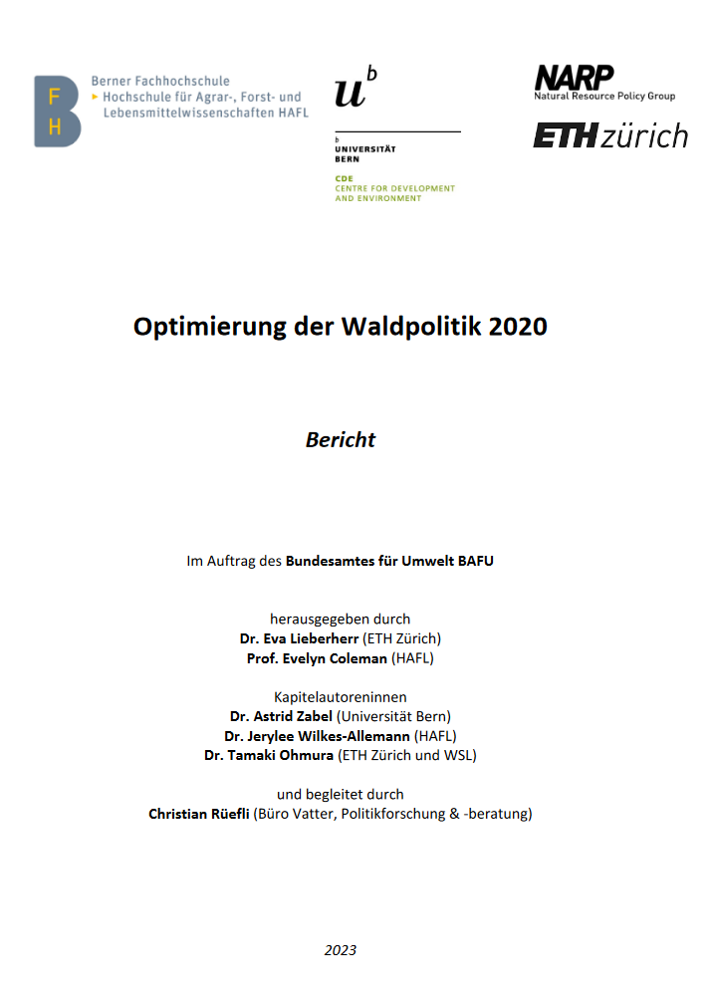 BFH
Berner Fachhochschule
Hochschule für Agrar-, Forst- und
Lebensmittelwissenschaften HAFL
u^b
b
UNIVERSITÄT
BERN
CDE
CENTRE FOR DEVELOPMENT
AND ENVIRONMENT
NARP
Natural Resource Policy Group
ETH zürich
Optimierung der Waldpolitik 2020
Bericht
Im Auftrag des Bundesamtes für Umwelt BAFU
herausgegeben durch
Dr. Eva Lieberherr (ETH Zürich)
Prof. Evelyn Coleman (HAFL)
Kapitelautoreninnen
Dr. Astrid Zabel (Universität Bern)
Dr. Jerylee Wilkes-Allemann (HAFL)
Dr. Tamaki Ohmura (ETH Zürich und WSL)
und begleitet durch
Christian Rüefli (Büro Vatter, Politikforschung & -beratung)
2023